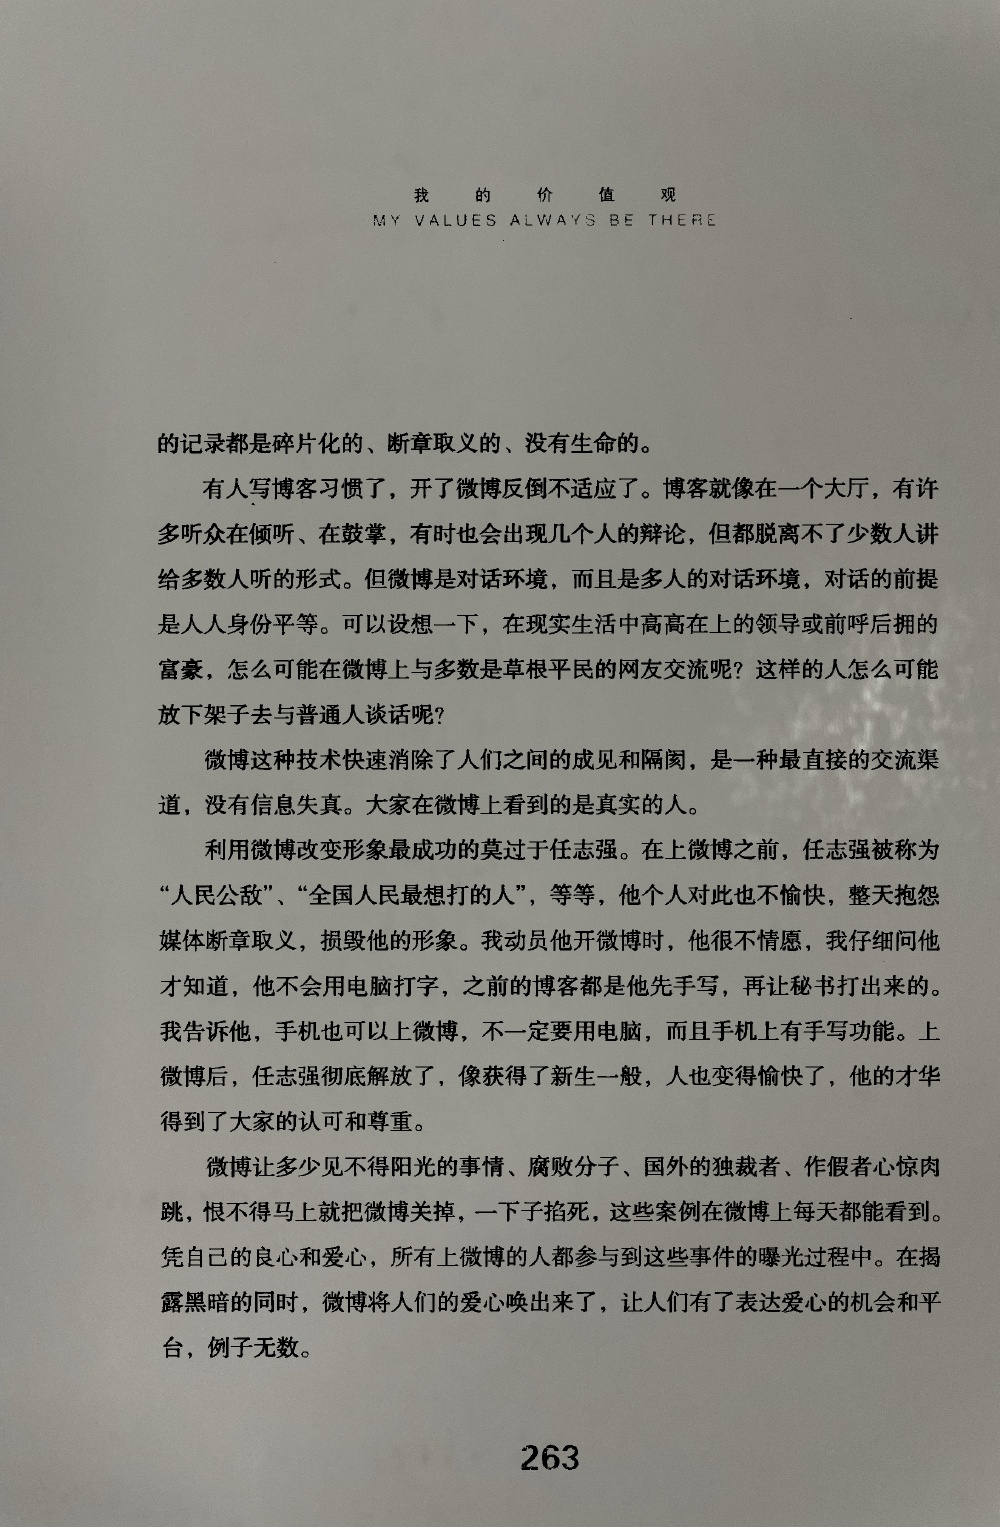 我的价值观
MY VALUES ALWAYS BE THERE
的记录都是碎片化的、断章取义的、没有生命的。
有人写博客习惯了，开了微博反倒不适应了。博客就像在一个大厅，有许
多听众在倾听、在鼓掌，有时也会出现几个人的辩论，但都脱离不了少数人讲
给多数人听的形式。但微博是对话环境，而且是多人的对话环境，对话的前提
是人人身份平等。可以设想一下，在现实生活中高高在上的领导或前呼后拥的
富豪，怎么可能在微博上与多数是草根平民的网友交流呢？这样的人怎么可能
放下架子去与普通人谈话呢？
微博这种技术快速消除了人们之间的成见和隔阂，是一种最直接的交流渠
道，没有信息失真。大家在微博上看到的是真实的人。
利用微博改变形象最成功的莫过于任志强。在上微博之前，任志强被称为
“人民公敌”、“全国人民最想打的人”，等等，他个人对此也不愉快，整天抱怨
媒体断章取义，损毁他的形象。我动员他开微博时，他很不情愿，我仔细问他
才知道，他不会用电脑打字，之前的博客都是他先手写，再让秘书打出来的。
我告诉他，手机也可以上微博，不一定要用电脑，而且手机上有手写功能。上
微博后，任志强彻底解放了，像获得了新生一般，人也变得愉快了，他的才华
得到了大家的认可和尊重。
微博让多少见不得阳光的事情、腐败分子、国外的独裁者、作假者心惊肉
跳，恨不得马上就把微博关掉，一下子掐死，这些案例在微博上每天都能看到。
凭自己的良心和爱心，所有上微博的人都参与到这些事件的曝光过程中。在揭
露黑暗的同时，微博将人们的爱心唤出来了，让人们有了表达爱心的机会和平
台，例子无数。
263